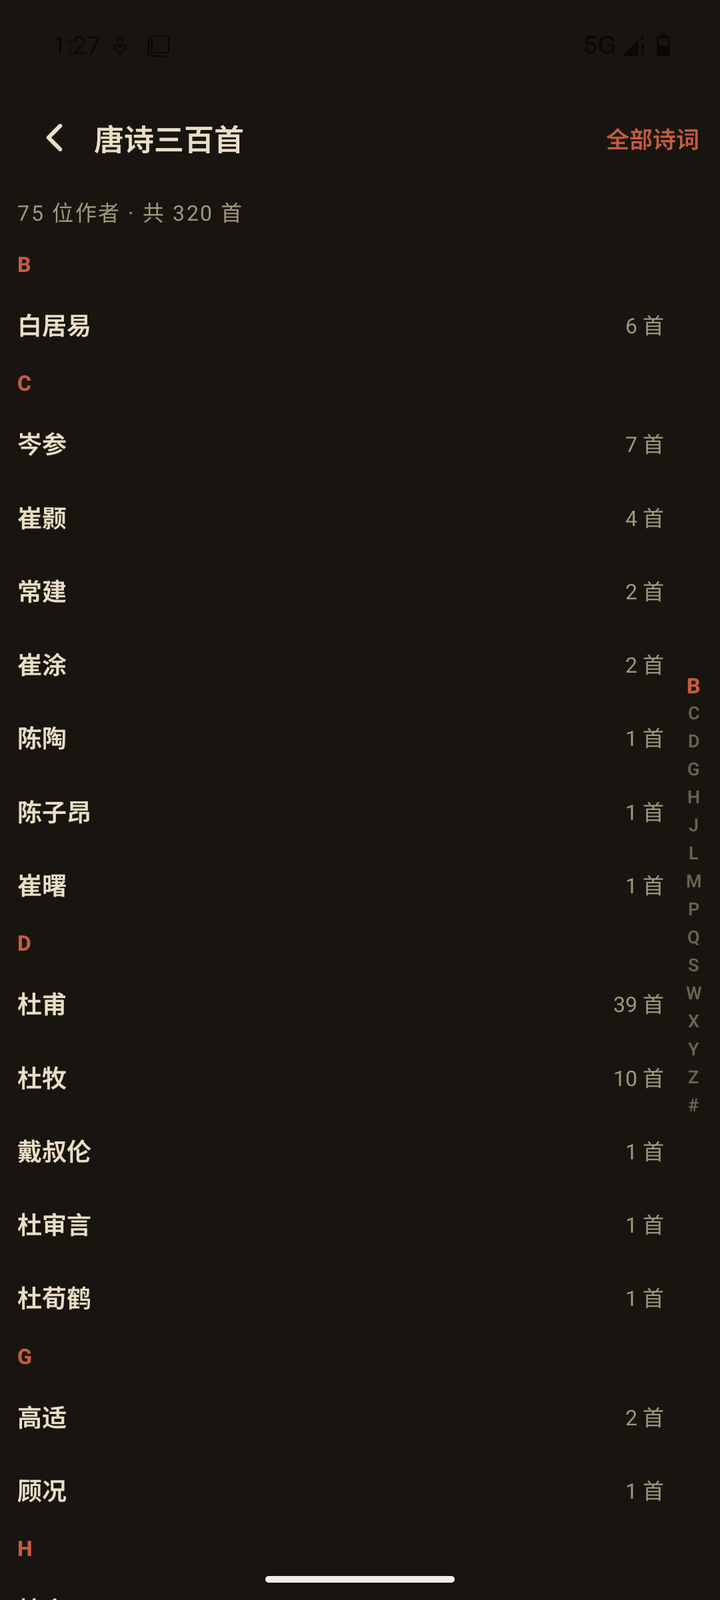 1:27 5G
唐诗三百首 全部诗词
75 位作者 · 共 320 首
B
白居易 6 首
C
岑参 7 首
崔颢 4 首
常建 2 首
崔涂 2 首
陈陶 1 首
陈子昂 1 首
崔曙 1 首
D
杜甫 39 首
杜牧 10 首
戴叔伦 1 首
杜审言 1 首
杜荀鹤 1 首
G
高适 2 首
顾况 1 首
H
B
C
D
G
H
J
L
M
P
Q
S
W
X
Y
Z
#